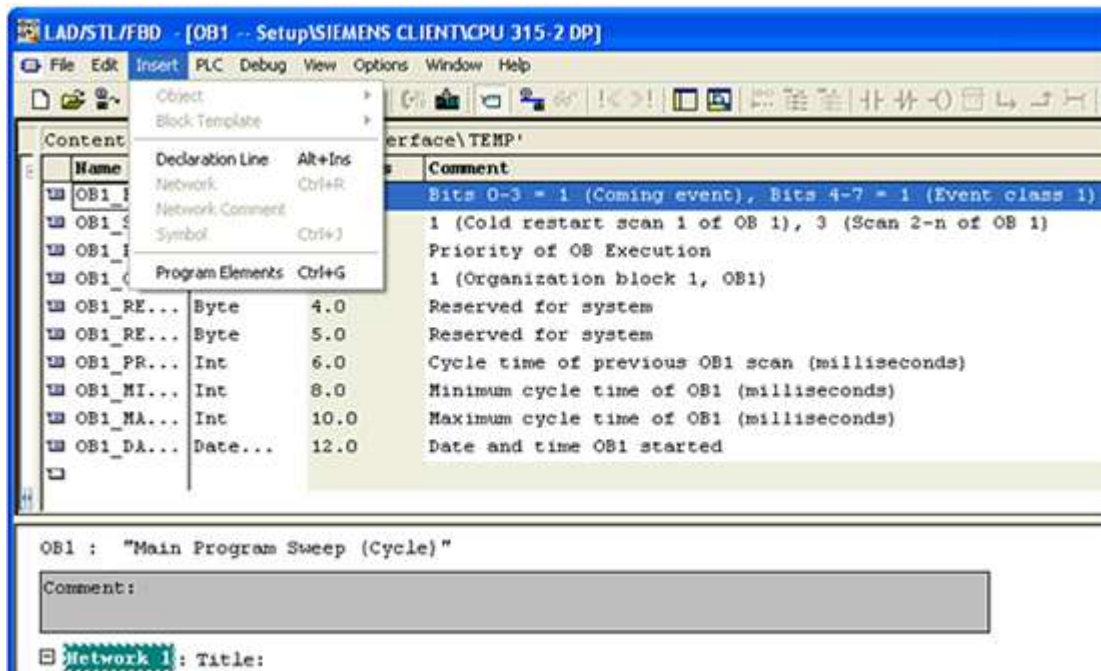 LAD/STL/FBD - [OB1 -- Setup\SIEMENS CLIENT\CPU 315-2 DP]
File Edit Insert PLC Debug View Options Window Help
Object
Block Template
Declaration Line Alt+Ins
Network Ctrl+R
Network Comment
Symbol Ctrl+J
Program Elements Ctrl+G
Content erface\TEMP'
Name Comment
OB1_ Bits 0-3 = 1 (Coming event), Bits 4-7 = 1 (Event class 1)
OB1_ 1 (Cold restart scan 1 of OB 1), 3 (Scan 2-n of OB 1)
OB1_ Priority of OB Execution
OB1_ 1 (Organization block 1, OB1)
OB1_RE... Byte 4.0 Reserved for system
OB1_RE... Byte 5.0 Reserved for system
OB1_PR... Int 6.0 Cycle time of previous OB1 scan (milliseconds)
OB1_MI... Int 8.0 Minimum cycle time of OB1 (milliseconds)
OB1_MA... Int 10.0 Maximum cycle time of OB1 (milliseconds)
OB1_DA... Date... 12.0 Date and time OB1 started
OB1 : "Main Program Sweep (Cycle)"
Comment:
Network 1 : Title: